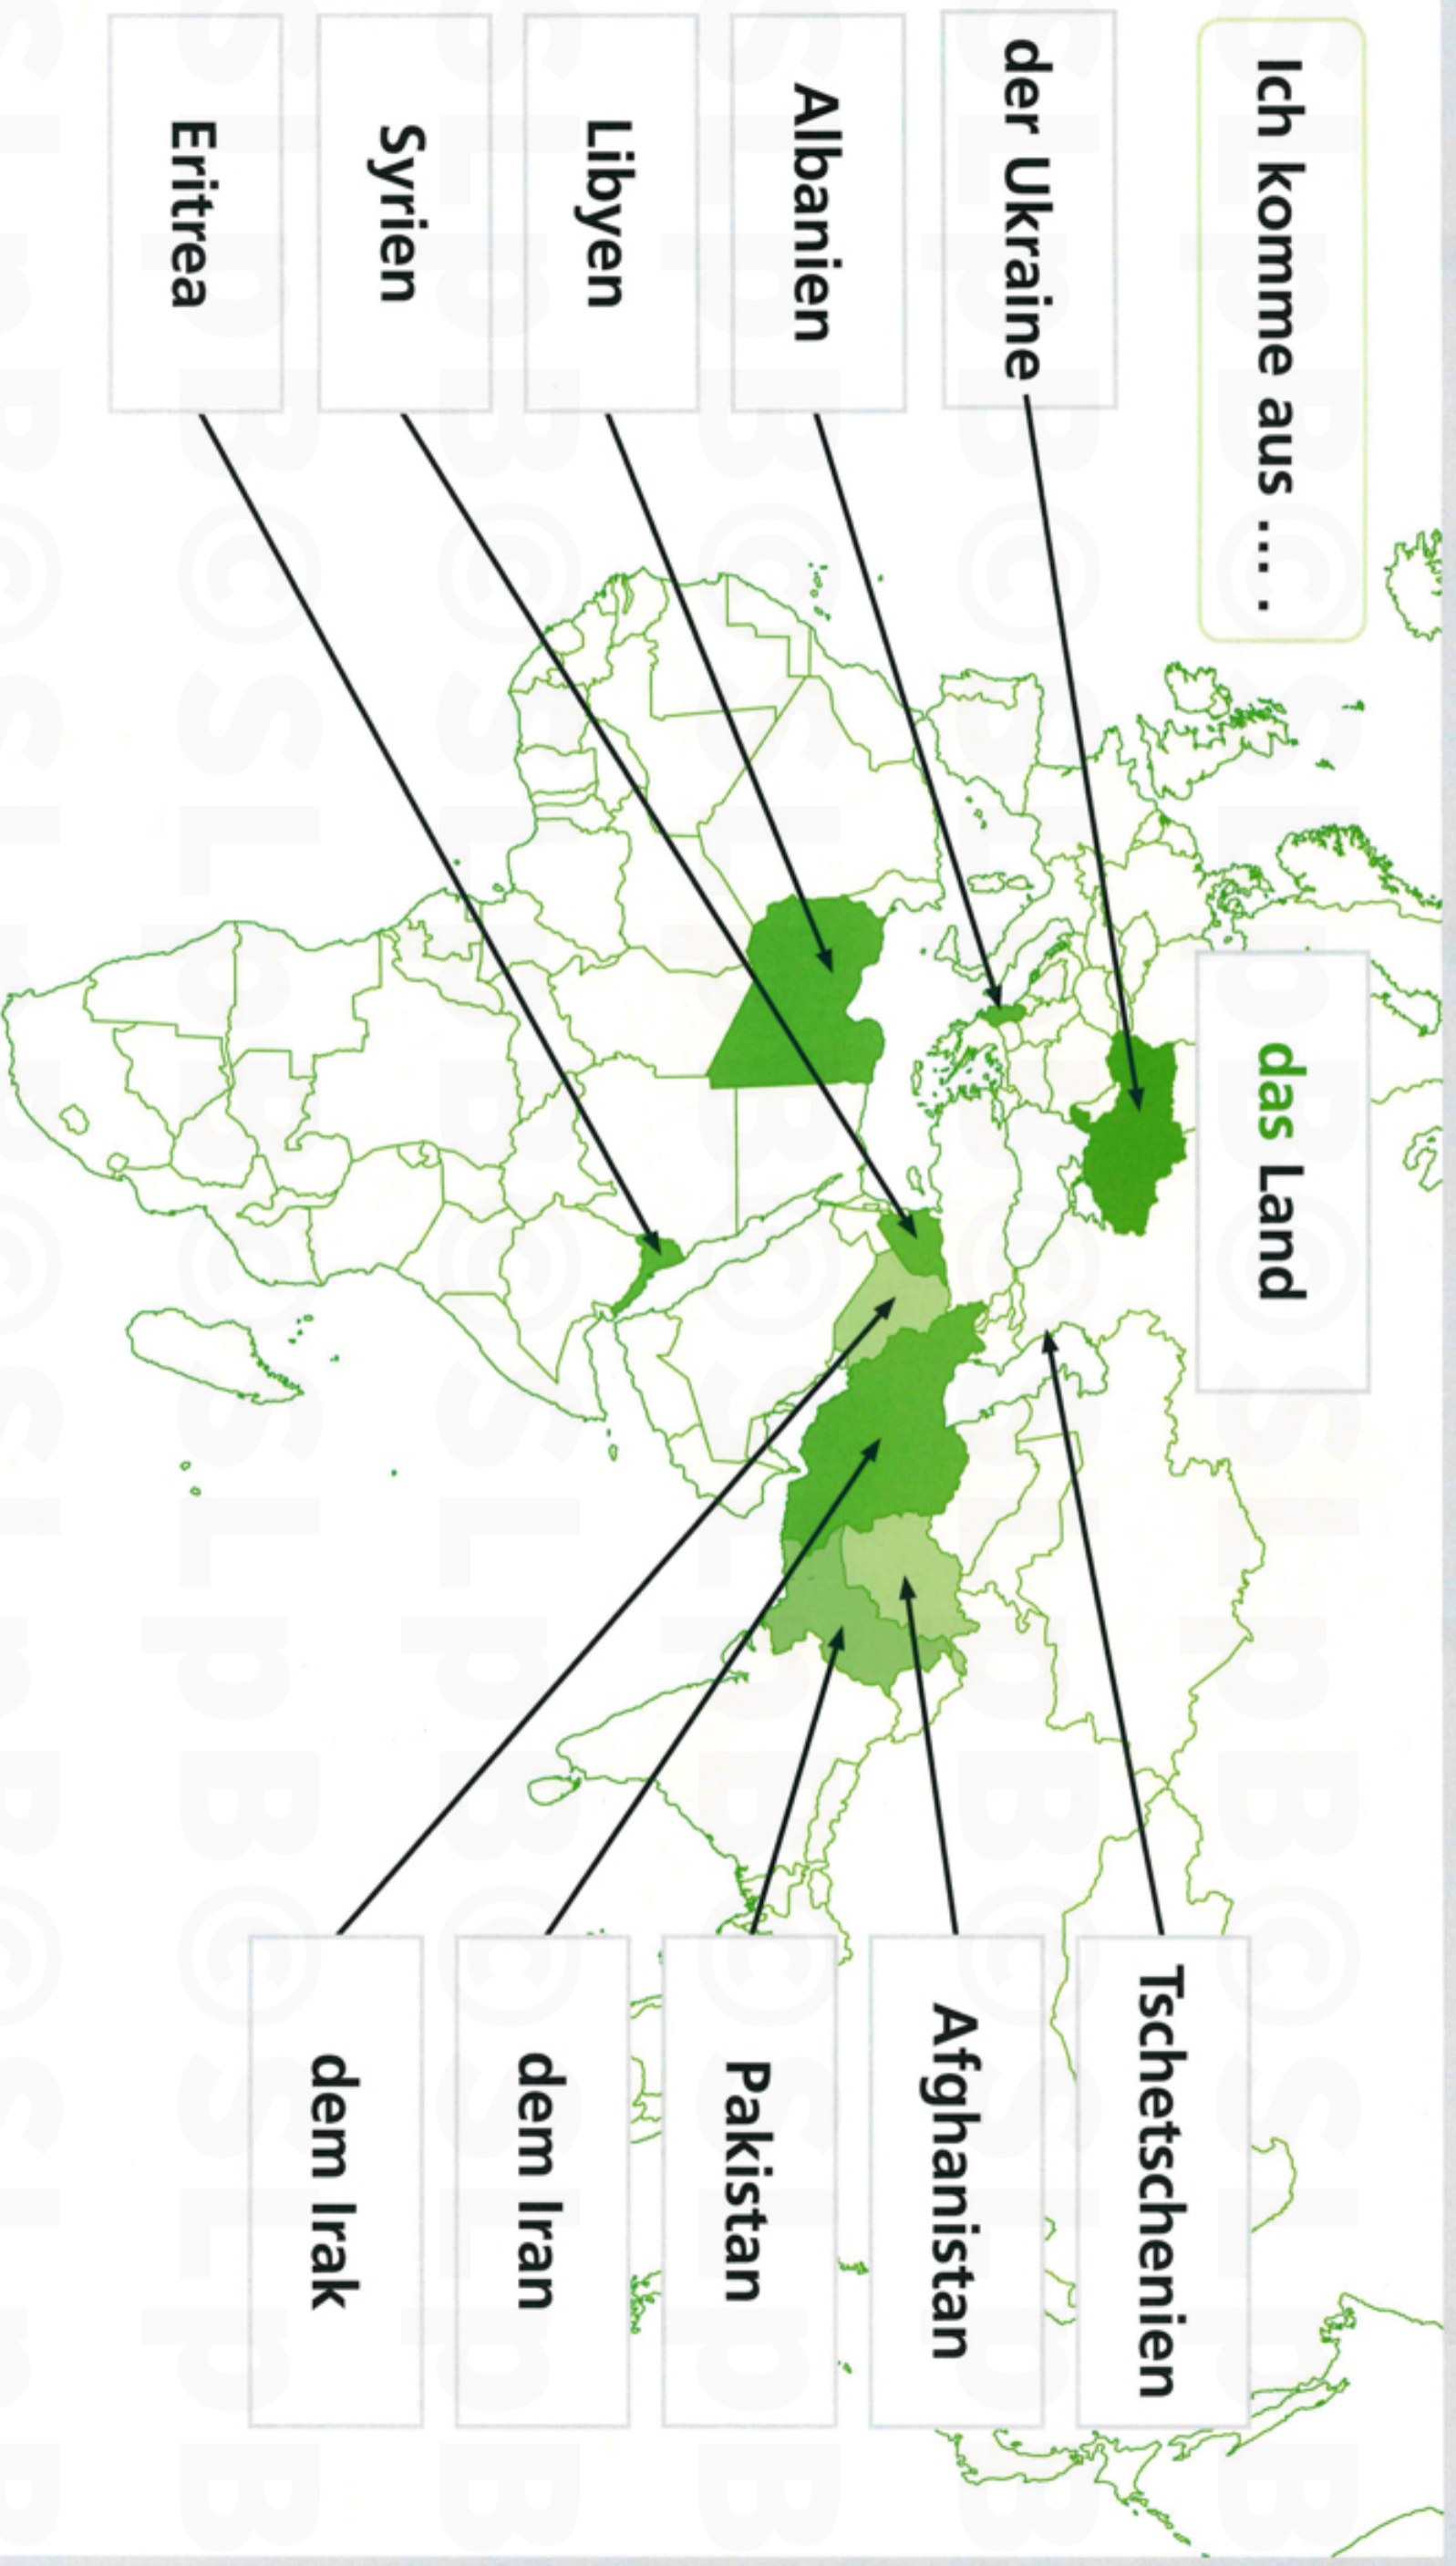 Ich komme aus ... .
das Land
der Ukraine
Albanien
Libyen
Syrien
Eritrea
Tschetschenien
Afghanistan
Pakistan
dem Iran
dem Irak